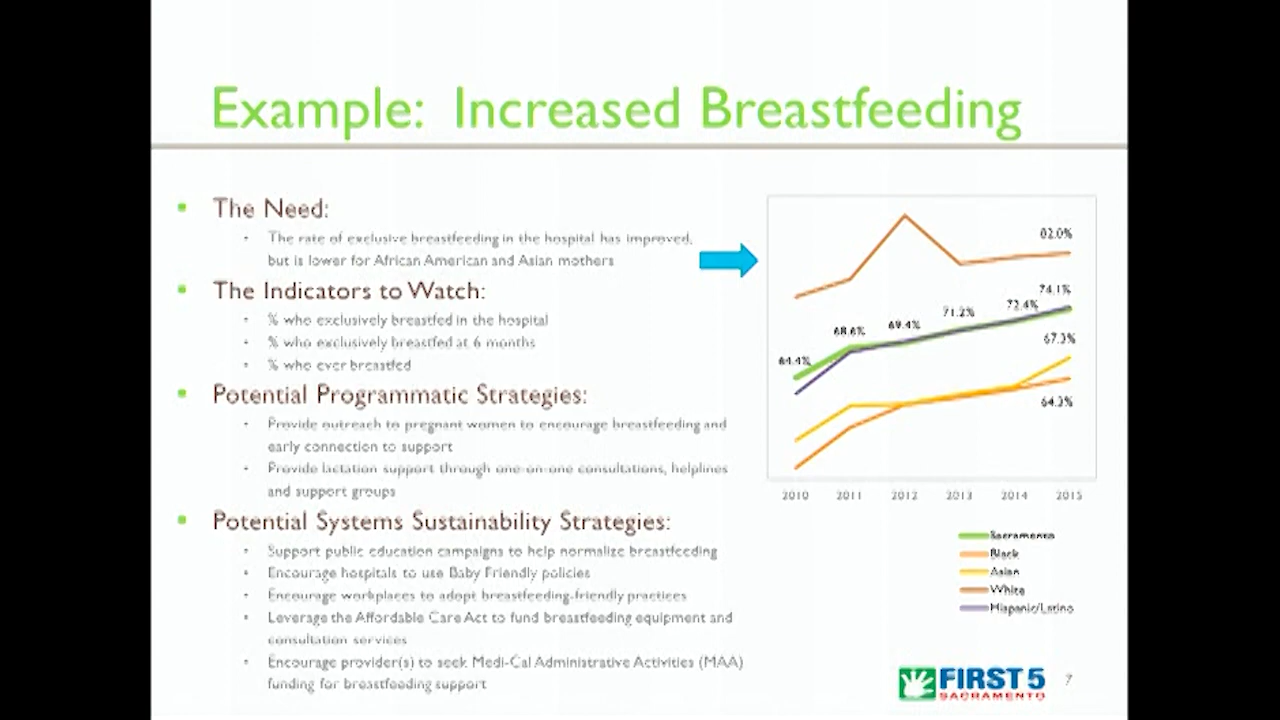 Example: Increased Breastfeeding
• The Need:
• The rate of exclusive breastfeeding in the hospital has improved,
but is lower for African American and Asian mothers
• The Indicators to Watch:
• % who exclusively breastfed in the hospital
• % who exclusively breastfed at 6 months
• % who ever breastfed
• Potential Programmatic Strategies:
• Provide outreach to pregnant women to encourage breastfeeding and
early connection to support
• Provide lactation support through one-on-one consultations, helplines
and support groups
• Potential Systems Sustainability Strategies:
• Support public education campaigns to help normalize breastfeeding
• Encourage hospitals to use Baby Friendly policies
• Encourage workplaces to adopt breastfeeding-friendly practices
• Leverage the Affordable Care Act to fund breastfeeding equipment and
consultation services
• Encourage provider(s) to seek Medi-Cal Administrative Activities (MAA)
funding for breastfeeding support
82.0%
74.1%
72.4%
71.2%
69.4%
68.6%
64.4%
67.3%
64.3%
2010 2011 2012 2013 2014 2015
Sacramento
Black
Asian
White
Hispanic/Latino
FIRST 5
SACRAMENTO
7